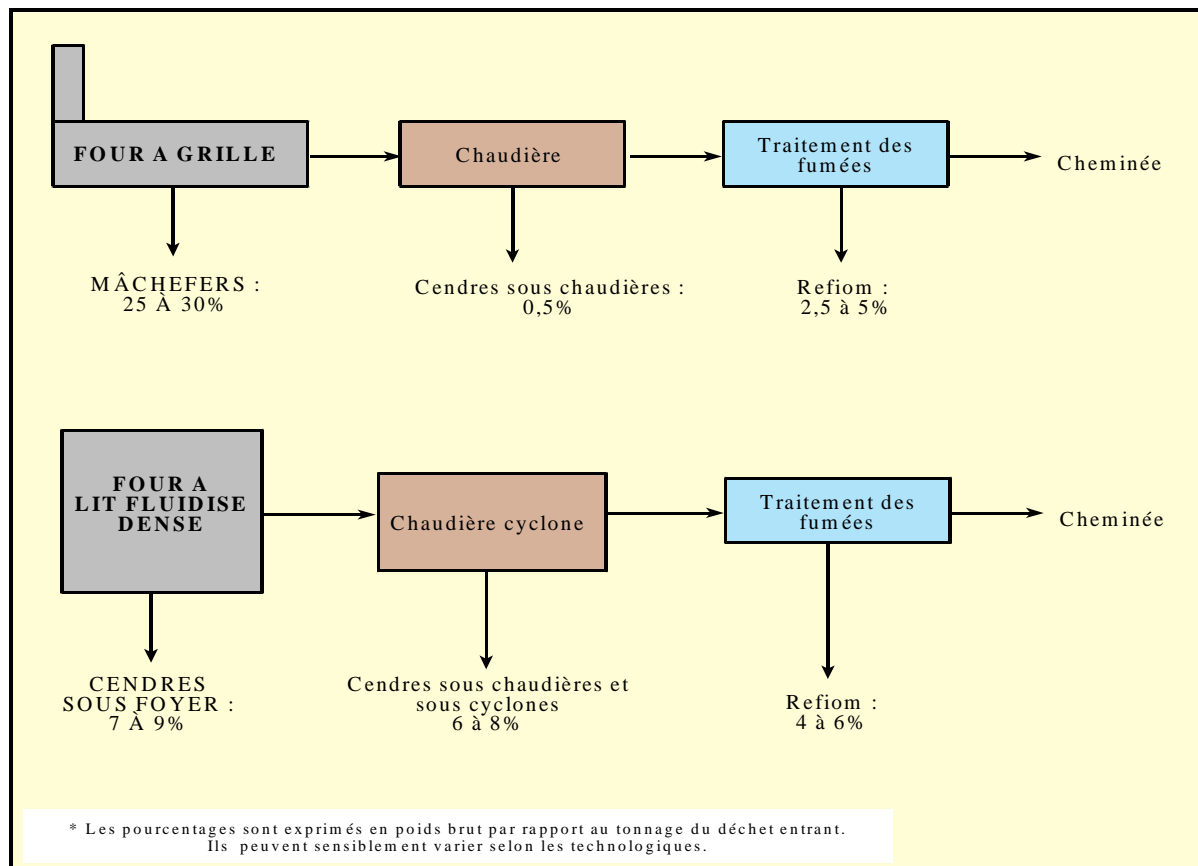 FOUR A GRILLE
Chaudière
Traitement des
fumées
Cheminée
MÂCHEFERS :
25 À 30%
Cendres sous chaudières :
0,5%
Refiom :
2,5 à 5%
FOUR A
LIT FLUIDISE
DENSE
Chaudière cyclone
Traitement des
fumées
Cheminée
CENDRES
SOUS FOYER :
7 À 9%
Cendres sous chaudières et
sous cyclones
6 à 8%
Refiom :
4 à 6%
* Les pourcentages sont exprimés en poids brut par rapport au tonnage du déchet entrant.
Ils peuvent sensiblement varier selon les technologiques.